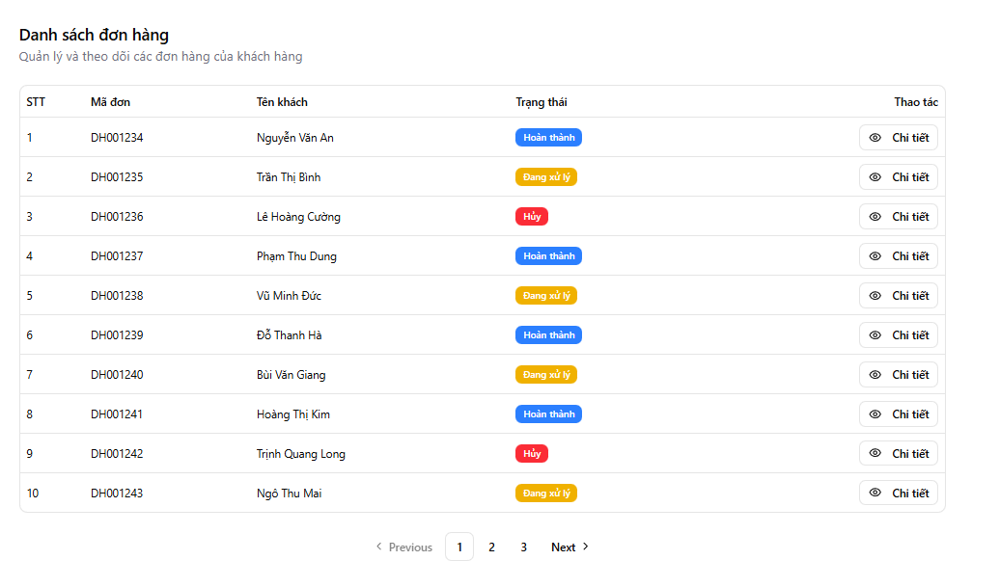 Danh sách đơn hàng
Quản lý và theo dõi các đơn hàng của khách hàng
STT Mã đơn Tên khách Trạng thái Thao tác
1 DH001234 Nguyễn Văn An Hoàn thành Chi tiết
2 DH001235 Trần Thị Bình Đang xử lý Chi tiết
3 DH001236 Lê Hoàng Cường Hủy Chi tiết
4 DH001237 Phạm Thu Dung Hoàn thành Chi tiết
5 DH001238 Vũ Minh Đức Đang xử lý Chi tiết
6 DH001239 Đỗ Thanh Hà Hoàn thành Chi tiết
7 DH001240 Bùi Văn Giang Đang xử lý Chi tiết
8 DH001241 Hoàng Thị Kim Hoàn thành Chi tiết
9 DH001242 Trịnh Quang Long Hủy Chi tiết
10 DH001243 Ngô Thu Mai Đang xử lý Chi tiết
Previous 1 2 3 Next